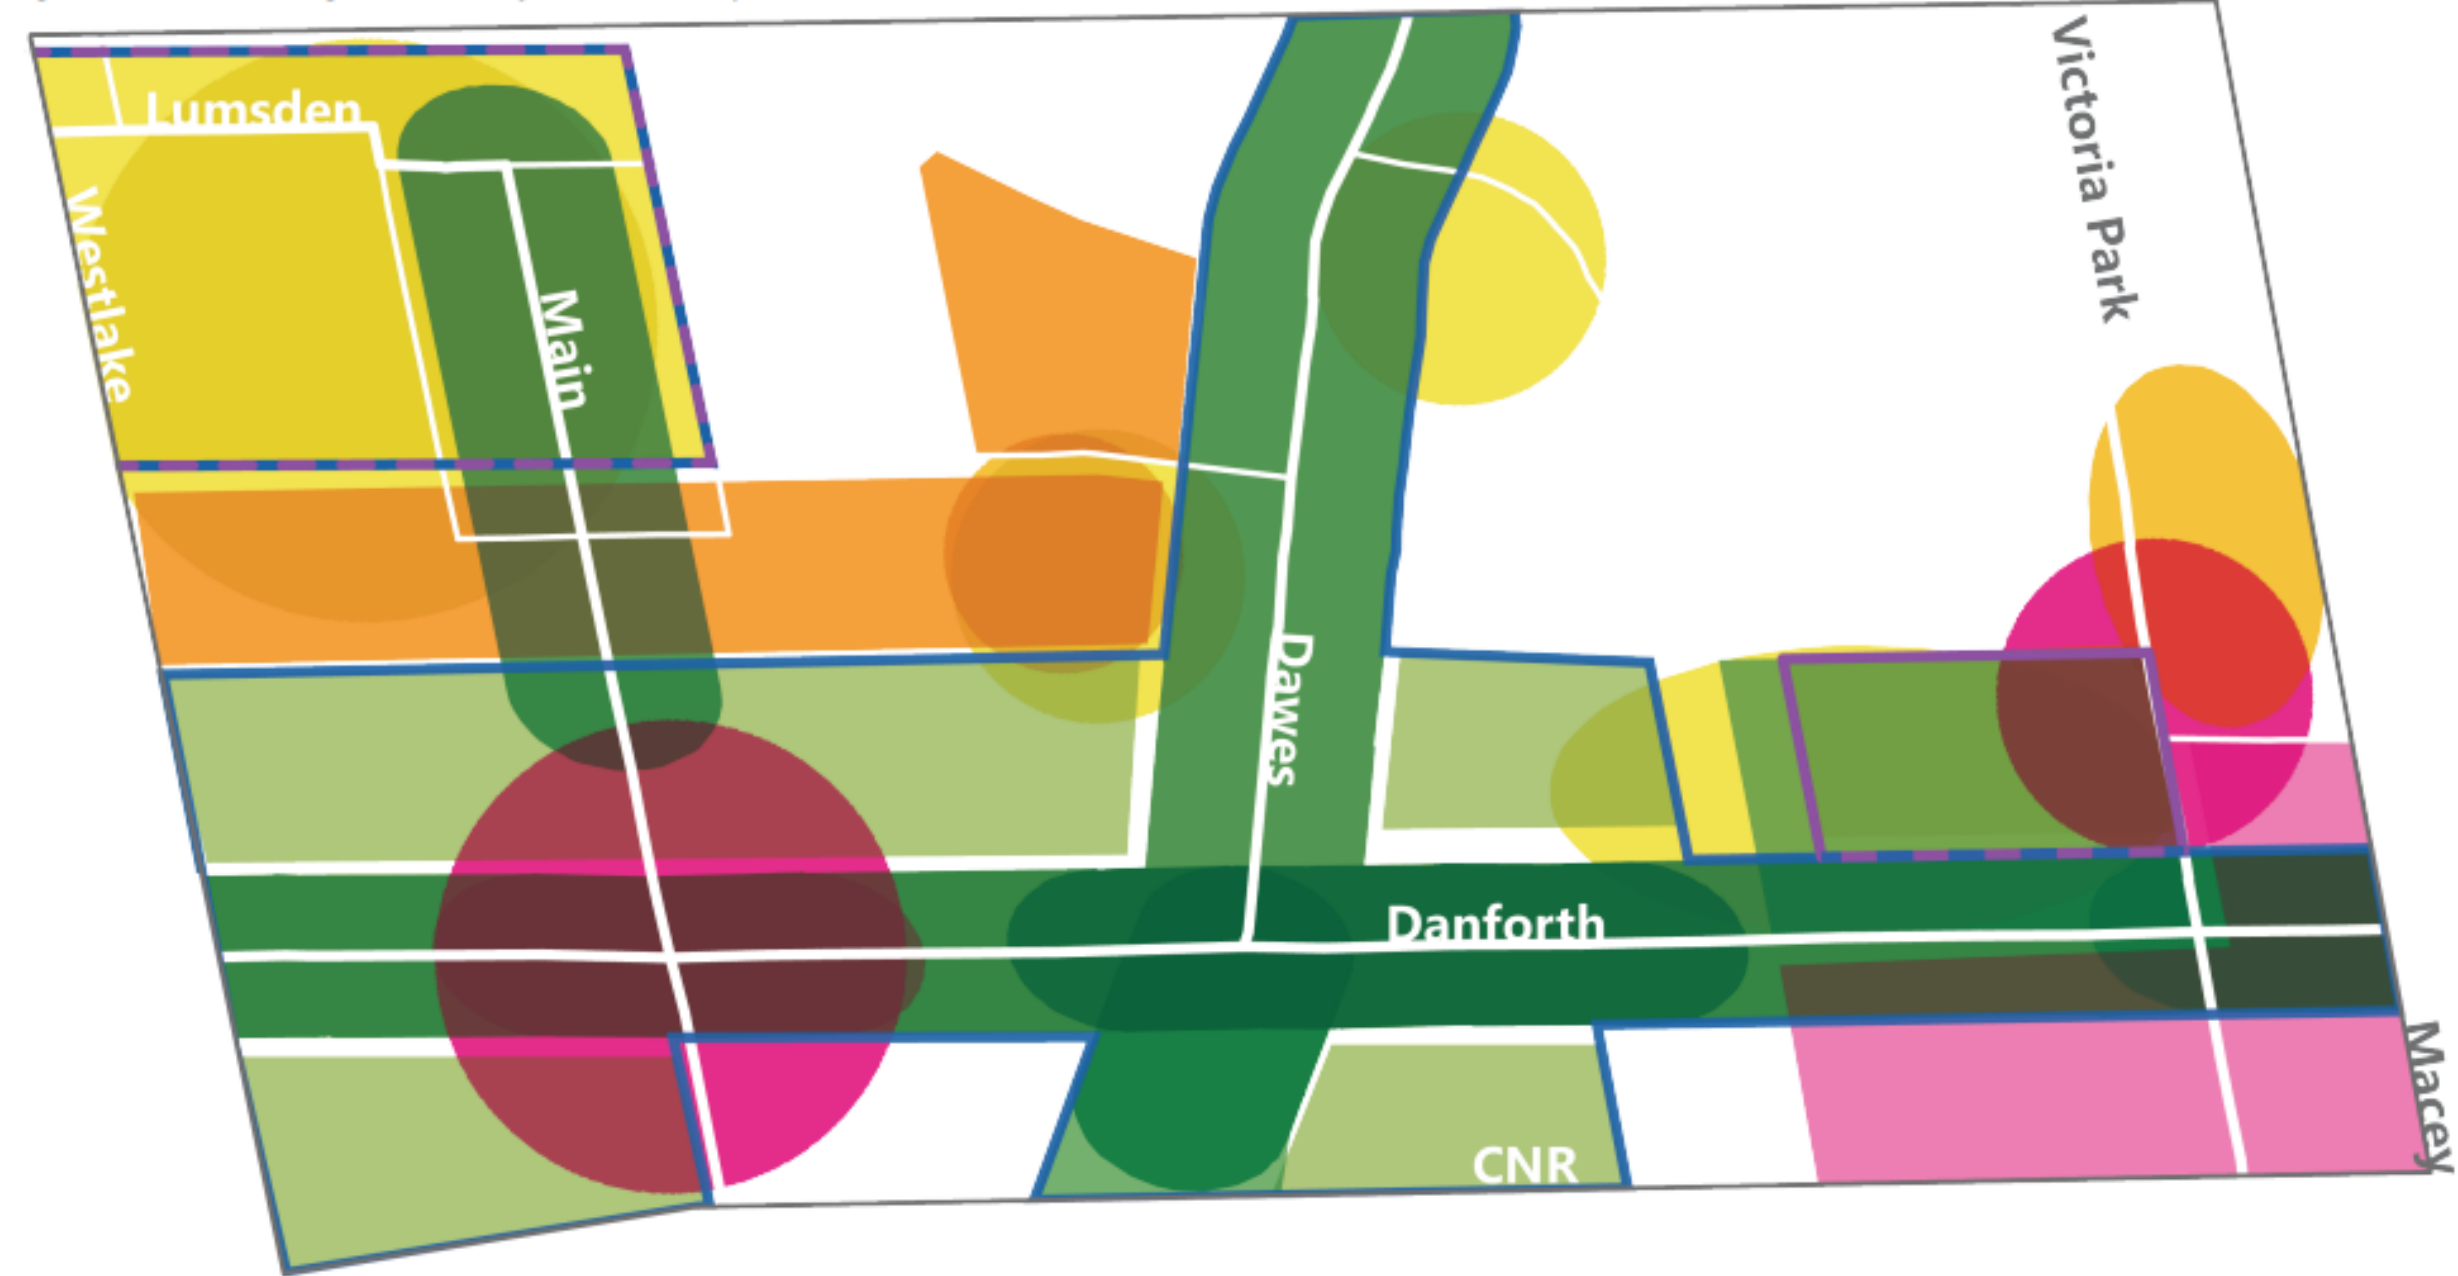 Lumsden
Westlake
Main
Dawes
Victoria Park
Danforth
CNR
Macey